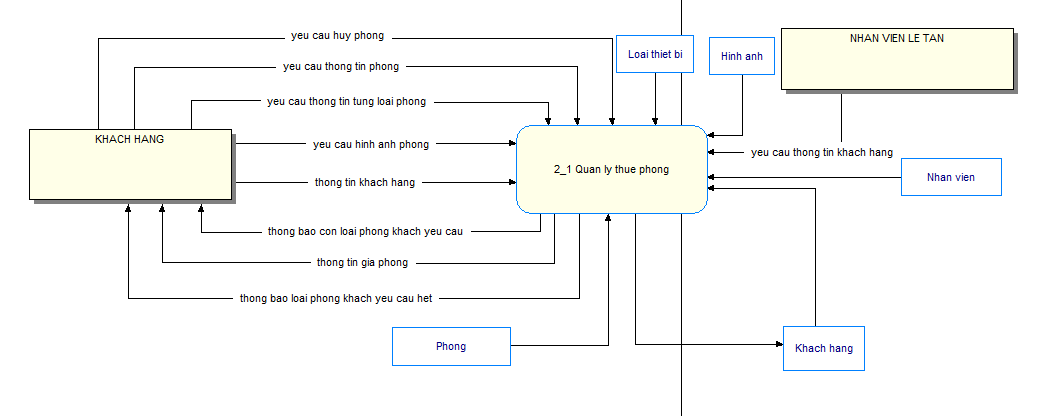 yeu cau huy phong
NHAN VIEN LE TAN
Loai thiet bi
Hinh anh
yeu cau thong tin phong
yeu cau thong tin tung loai phong
KHACH HANG
yeu cau hinh anh phong
yeu cau thong tin khach hang
2_1 Quan ly thue phong
Nhan vien
thong tin khach hang
thong bao con loai phong khach yeu cau
thong tin gia phong
thong bao loai phong khach yeu cau het
Phong
Khach hang